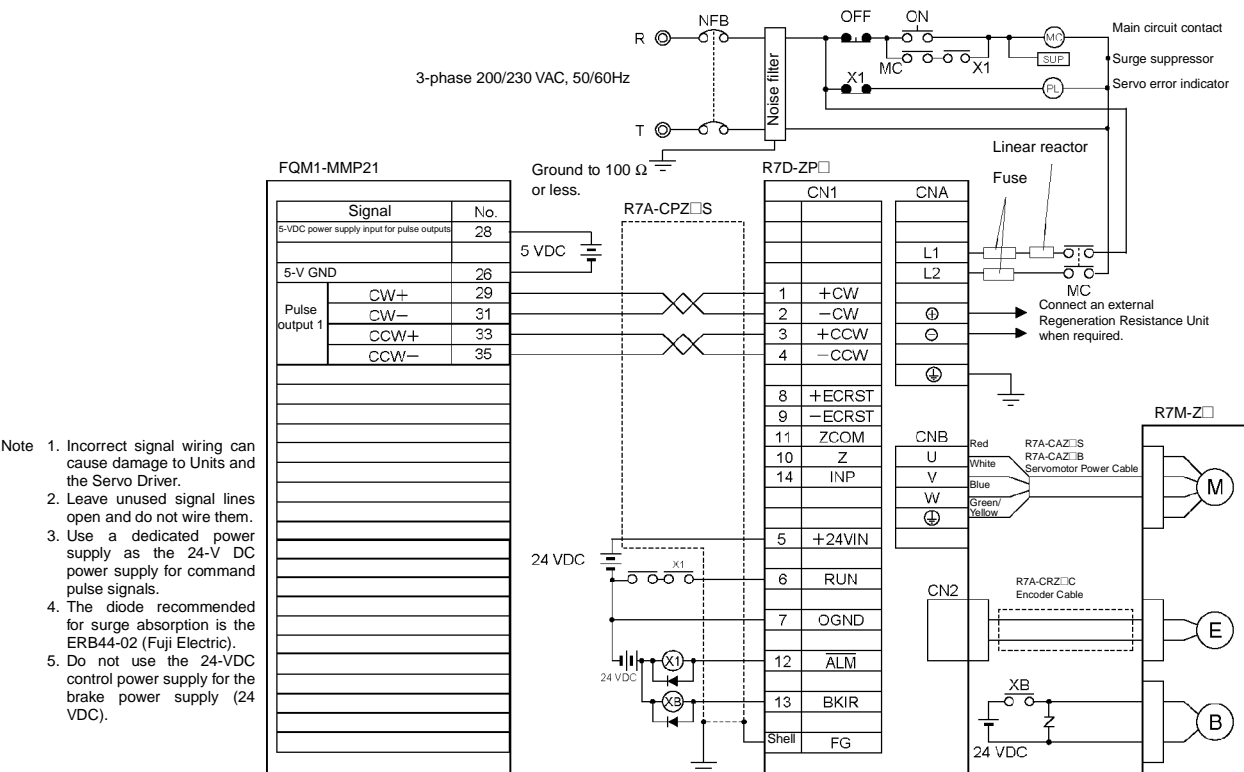 NFB
OFF
ON
R
MC
Main circuit contact
SUP
Surge suppressor
MC
X1
X1
PL
Servo error indicator
3-phase 200/230 VAC, 50/60Hz
Noise filter
T
Ground to 100 Ω
or less.
Linear reactor
Fuse
FQM1-MMP21
R7A-CPZ□S
R7D-ZP□
CN1
CNA
Signal No.
5-VDC power supply input for pulse outputs 28
5-V GND 26
Pulse
output 1
CW+ 29
CW− 31
CCW+ 33
CCW− 35
5 VDC
1 +CW
2 −CW
3 +CCW
4 −CCW
8 +ECRST
9 −ECRST
11 ZCOM
10 Z
14 INP
5 +24VIN
6 RUN
7 OGND
12 ALM
13 BKIR
Shell FG
L1
L2
MC
⊕
⊖
Connect an external
Regeneration Resistance Unit
when required.
CNB
U
V
W
Red
White
Blue
Green/
Yellow
R7A-CAZ□S
R7A-CAZ□B
Servomotor Power Cable
R7M-Z□
M
CN2
R7A-CRZ□C
Encoder Cable
E
XB
24 VDC
B
24 VDC
X1
24 VDC
X1
XB
Note 1. Incorrect signal wiring can
cause damage to Units and
the Servo Driver.
2. Leave unused signal lines
open and do not wire them.
3. Use a dedicated power
supply as the 24-V DC
power supply for command
pulse signals.
4. The diode recommended
for surge absorption is the
ERB44-02 (Fuji Electric).
5. Do not use the 24-VDC
control power supply for the
brake power supply (24
VDC).